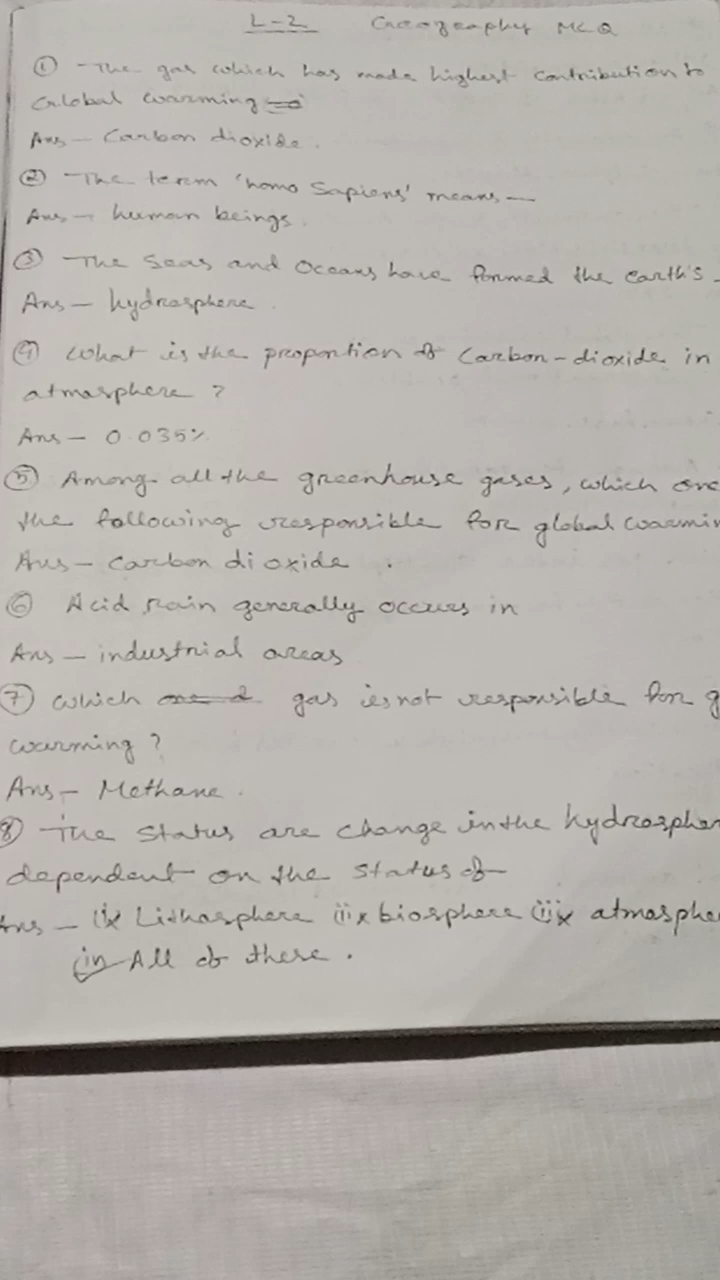 L-2 Geography MCQ
① The gas which has made highest contribution to
Global warming
Ans - Carbon dioxide.
② The term 'homo Sapiens' means —
Ans - human beings.
③ The Seas and Oceans have formed the earth's -
Ans - hydrosphere.
④ What is the proportion of Carbon-dioxide in
atmosphere ?
Ans - 0.035%
⑤ Among all the greenhouse gases, which one
the following responsible for global warmin
Ans - Carbon di oxide.
⑥ Acid rain generally occurs in
Ans - industrial areas
⑦ Which gas is not responsible for g
warming ?
Ans - Methane.
⑧ The Status are change in the hydrospher
dependent on the status of -
Ans - i) x Lithosphere ii) x biosphere iii) x atmosphe
iv) All of these.